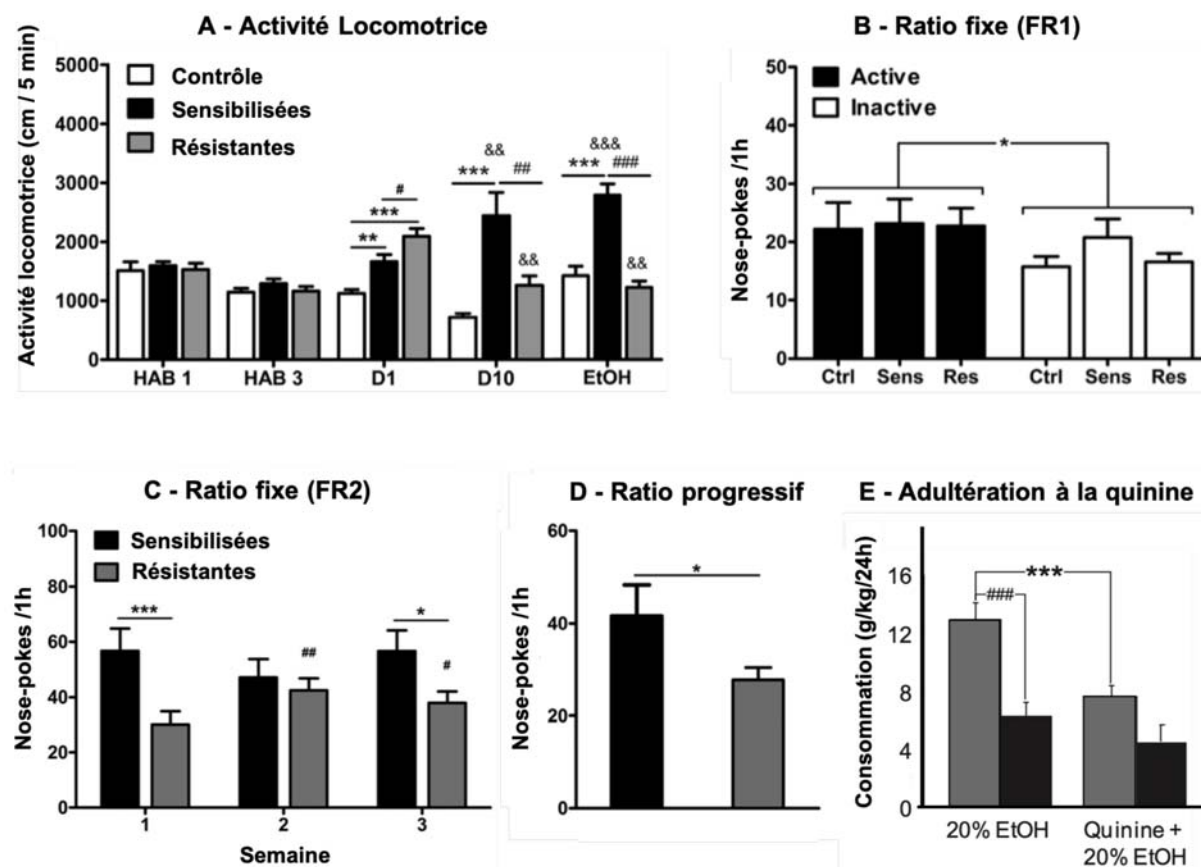 A - Activité Locomotrice
Activité locomotrice (cm / 5 min)
5000
4000
3000
2000
1000
0
Contrôle
Sensibilisées
Résistantes
**
***
#
&&
***
##
&&
&&&
***
###
&&
HAB 1 HAB 3 D1 D10 EtOH
B - Ratio fixe (FR1)
Nose-pokes /1h
50
40
30
20
10
0
Active
Inactive
*
Ctrl Sens Res Ctrl Sens Res
C - Ratio fixe (FR2)
Nose-pokes /1h
100
80
60
40
20
0
Sensibilisées
Résistantes
***
##
*
#
1 2 3
Semaine
D - Ratio progressif
Nose-pokes /1h
60
40
20
0
*
E - Adultération à la quinine
Consommation (g/kg/24h)
16
12
8
4
0
***
###
20% EtOH Quinine +
20% EtOH